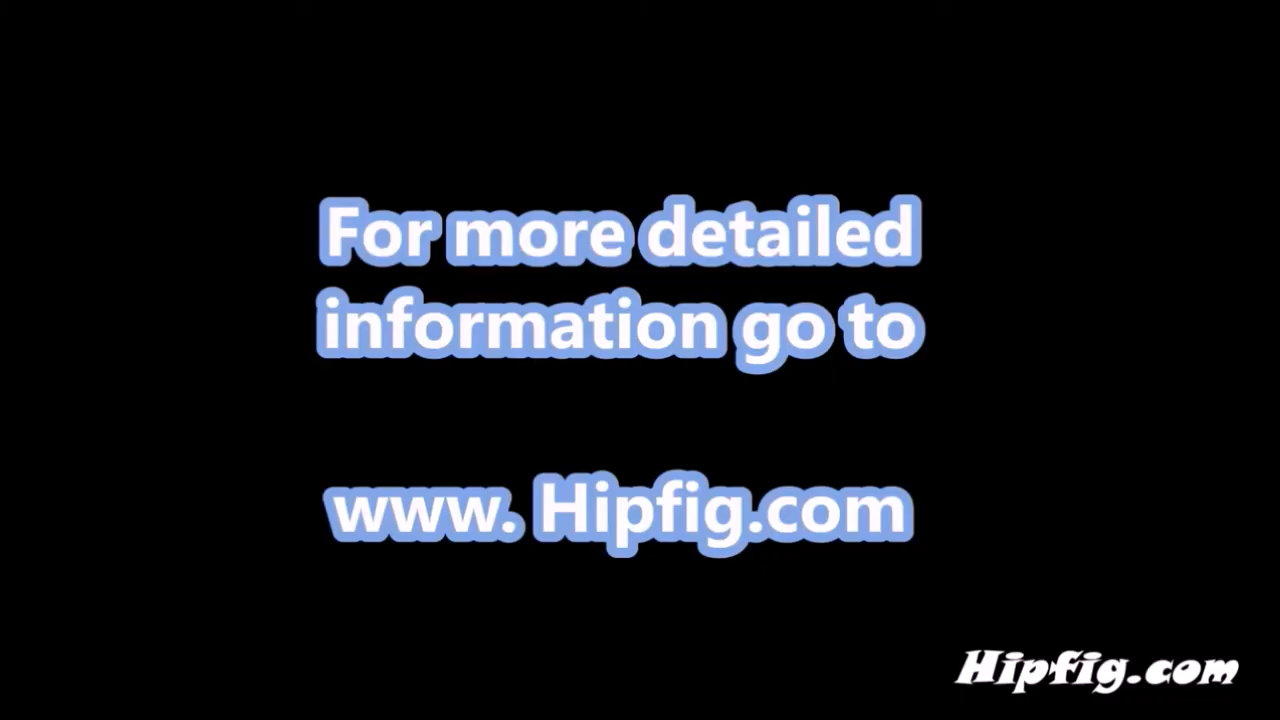 For more detailed
information go to
www. Hipfig.com
Hipfig.com